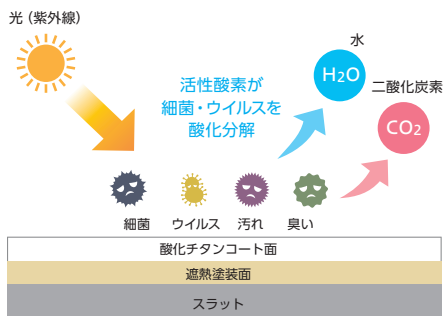 光（紫外線）
水
H2O
活性酸素が
細菌・ウイルスを
酸化分解
二酸化炭素
CO2
細菌
ウイルス
汚れ
臭い
酸化チタンコート面
遮熱塗装面
スラット